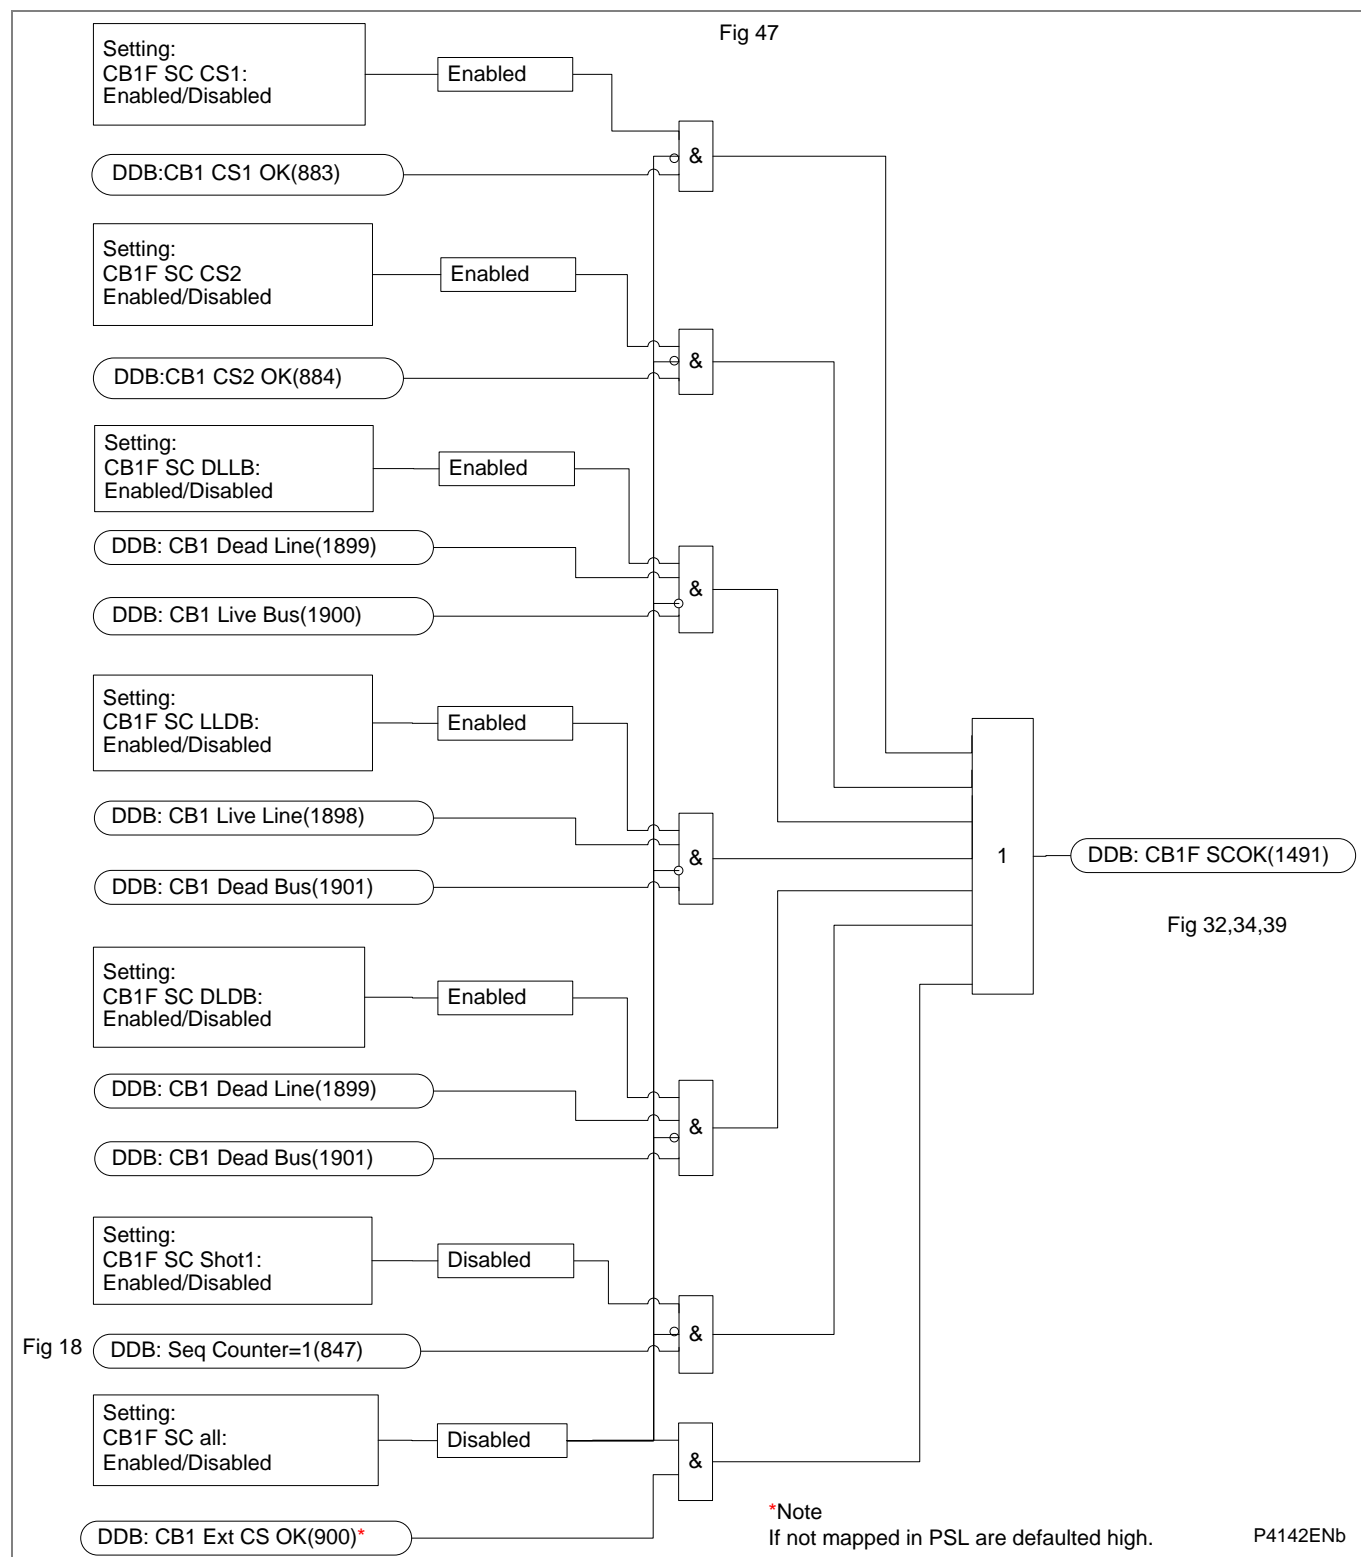 Fig 47
Setting:
CB1F SC CS1:
Enabled/Disabled
Enabled
&
DDB:CB1 CS1 OK(883)
Setting:
CB1F SC CS2
Enabled/Disabled
Enabled
&
DDB:CB1 CS2 OK(884)
Setting:
CB1F SC DLLB:
Enabled/Disabled
Enabled
DDB: CB1 Dead Line(1899)
&
DDB: CB1 Live Bus(1900)
Setting:
CB1F SC LLDB:
Enabled/Disabled
Enabled
DDB: CB1 Live Line(1898)
&
DDB: CB1 Dead Bus(1901)
1
DDB: CB1F SCOK(1491)
Fig 32,34,39
Setting:
CB1F SC DLDB:
Enabled/Disabled
Enabled
DDB: CB1 Dead Line(1899)
&
DDB: CB1 Dead Bus(1901)
Setting:
CB1F SC Shot1:
Enabled/Disabled
Disabled
&
Fig 18
DDB: Seq Counter=1(847)
Setting:
CB1F SC all:
Enabled/Disabled
Disabled
&
DDB: CB1 Ext CS OK(900)*
*Note
If not mapped in PSL are defaulted high.
P4142ENb